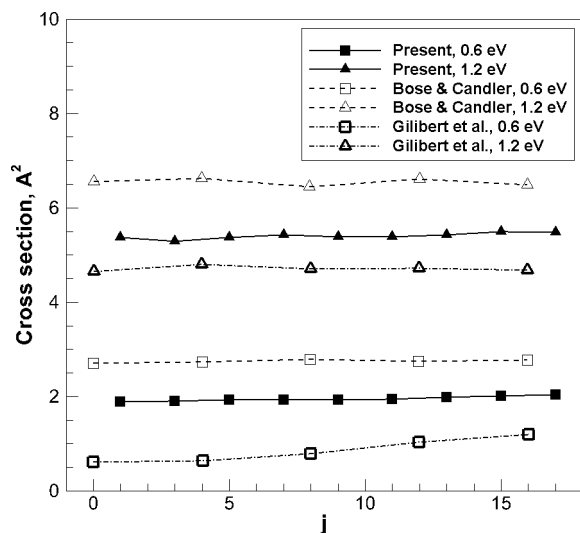 10
8
6
4
2
0
Cross section, A²
Present, 0.6 eV
Present, 1.2 eV
Bose & Candler, 0.6 eV
Bose & Candler, 1.2 eV
Gilibert et al., 0.6 eV
Gilibert et al., 1.2 eV
0 5 10 15
j